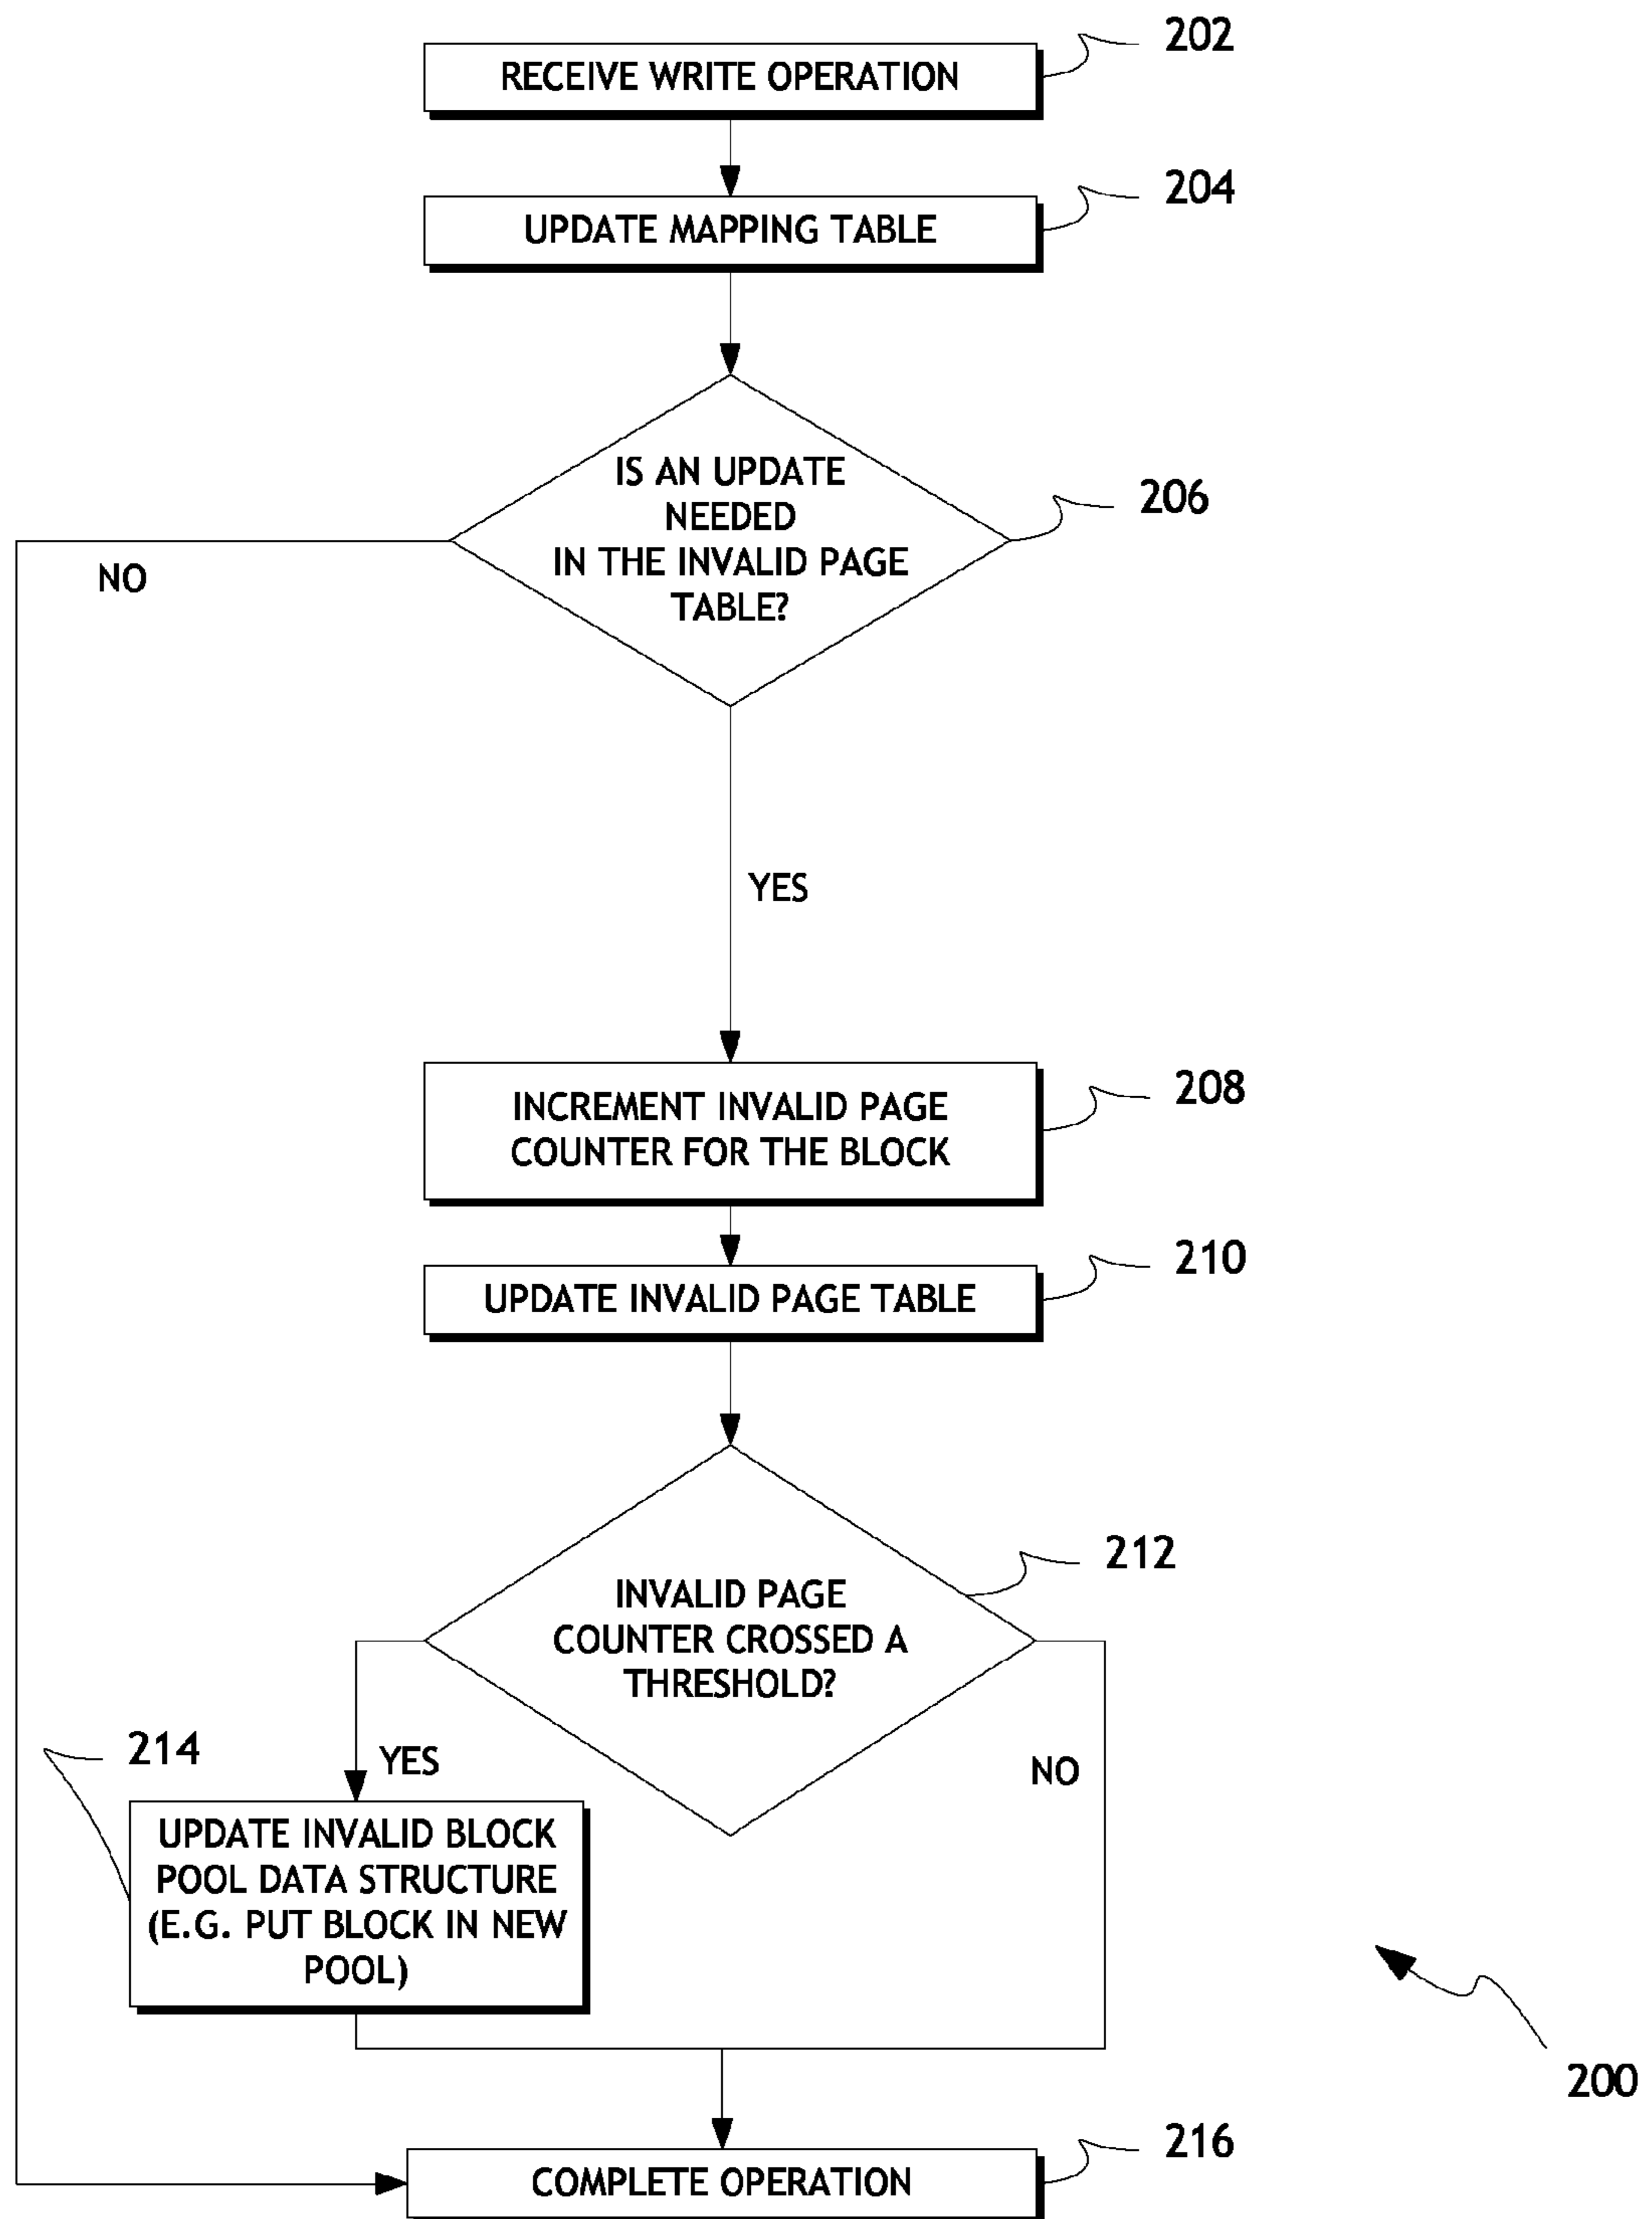 202
RECEIVE WRITE OPERATION
204
UPDATE MAPPING TABLE
IS AN UPDATE
NEEDED
IN THE INVALID PAGE
TABLE?
206
NO
YES
208
INCREMENT INVALID PAGE
COUNTER FOR THE BLOCK
210
UPDATE INVALID PAGE TABLE
212
INVALID PAGE
COUNTER CROSSED A
THRESHOLD?
214
YES
NO
UPDATE INVALID BLOCK
POOL DATA STRUCTURE
(E.G. PUT BLOCK IN NEW
POOL)
200
216
COMPLETE OPERATION